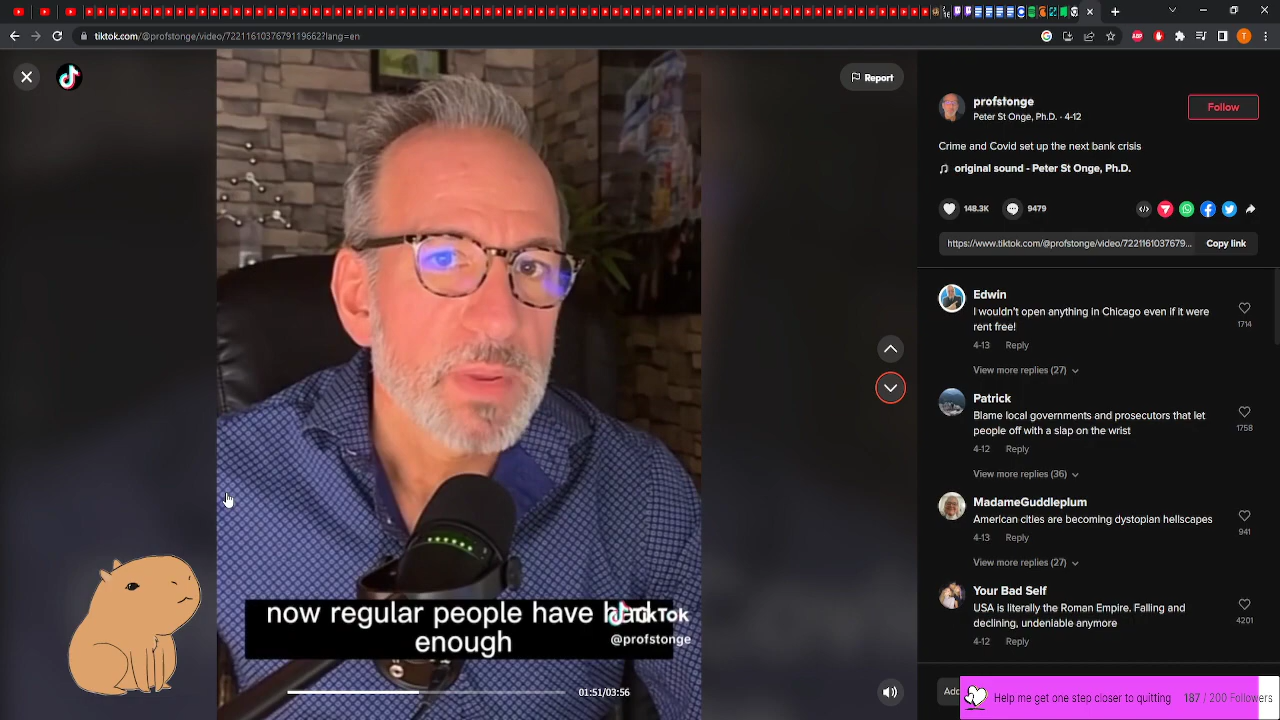 tiktok.com/@profstonge/video/7221161037679119662?lang=en
Report
profstonge
Peter St Onge, Ph.D. · 4-12
Follow
Crime and Covid set up the next bank crisis
original sound - Peter St Onge, Ph.D.
148.3K
9479
https://www.tiktok.com/@profstonge/video/7221161037679...
Copy link
Edwin
I wouldn't open anything in Chicago even if it were
rent free!
1714
4-13 Reply
View more replies (27)
Patrick
Blame local governments and prosecutors that let
people off with a slap on the wrist
1758
4-12 Reply
View more replies (36)
MadameGuddleplum
American cities are becoming dystoplan hellscapes
941
4-13 Reply
View more replies (27)
Your Bad Self
USA is literally the Roman Empire. Falling and
declining, undeniable anymore
4201
4-12 Reply
now regular people have had
enough
TikTok
@profstonge
01:51/03:56
Add
Help me get one step closer to quitting 187 / 200 Followers